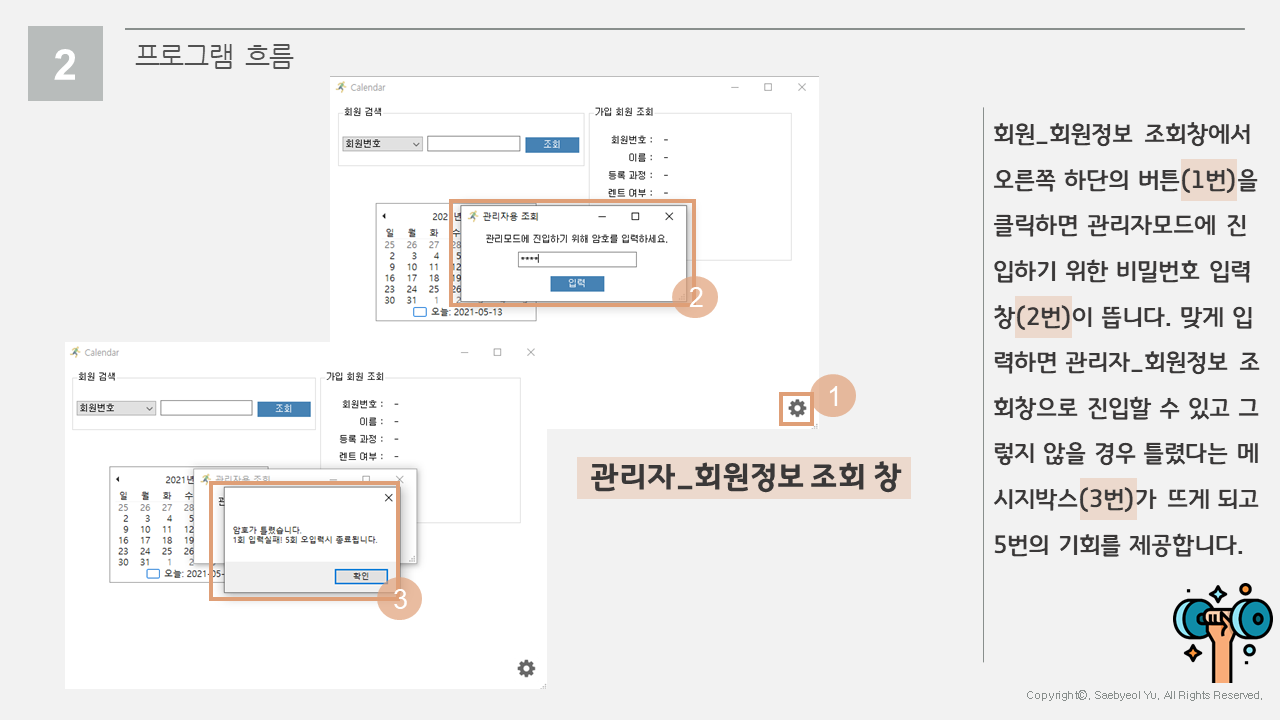 2
프로그램 흐름
Calendar
회원 검색
회원번호
조회
가입 회원 조회
회원번호 : -
이름 : -
등록 과정 : -
렌트 여부 : -
관리자용 조회
관리모드에 진입하기 위해 암호를 입력하세요.
****
입력
2
일 월 화 수
25 26 27 28
2 3 4 5
9 10 11 12
16 17 18 19
23 24 25 26
30 31 1 2 3 4 5
오늘: 2021-05-13
1
Calendar
회원 검색
회원번호
조회
가입 회원 조회
회원번호 : -
이름 : -
등록 과정 : -
렌트 여부 : -
2021년
관리자용 조회
일 월 화 수
25 26 27 28
2 3 4 5
9 10 11 12
16 17 18 19
23 24 25 26
30 31 1 2
오늘: 2021-05-
암호가 틀렸습니다.
1회 입력실패! 5회 오입력시 종료됩니다.
확인
3
관리자_회원정보 조회 창
회원_회원정보 조회창에서
오른쪽 하단의 버튼(1번)을
클릭하면 관리자모드에 진
입하기 위한 비밀번호 입력
창(2번)이 뜹니다. 맞게 입
력하면 관리자_회원정보 조
회창으로 진입할 수 있고 그
렇지 않을 경우 틀렸다는 메
시지박스(3번)가 뜨게 되고
5번의 기회를 제공합니다.
Copyright©. Saebyeol Yu. All Rights Reserved.